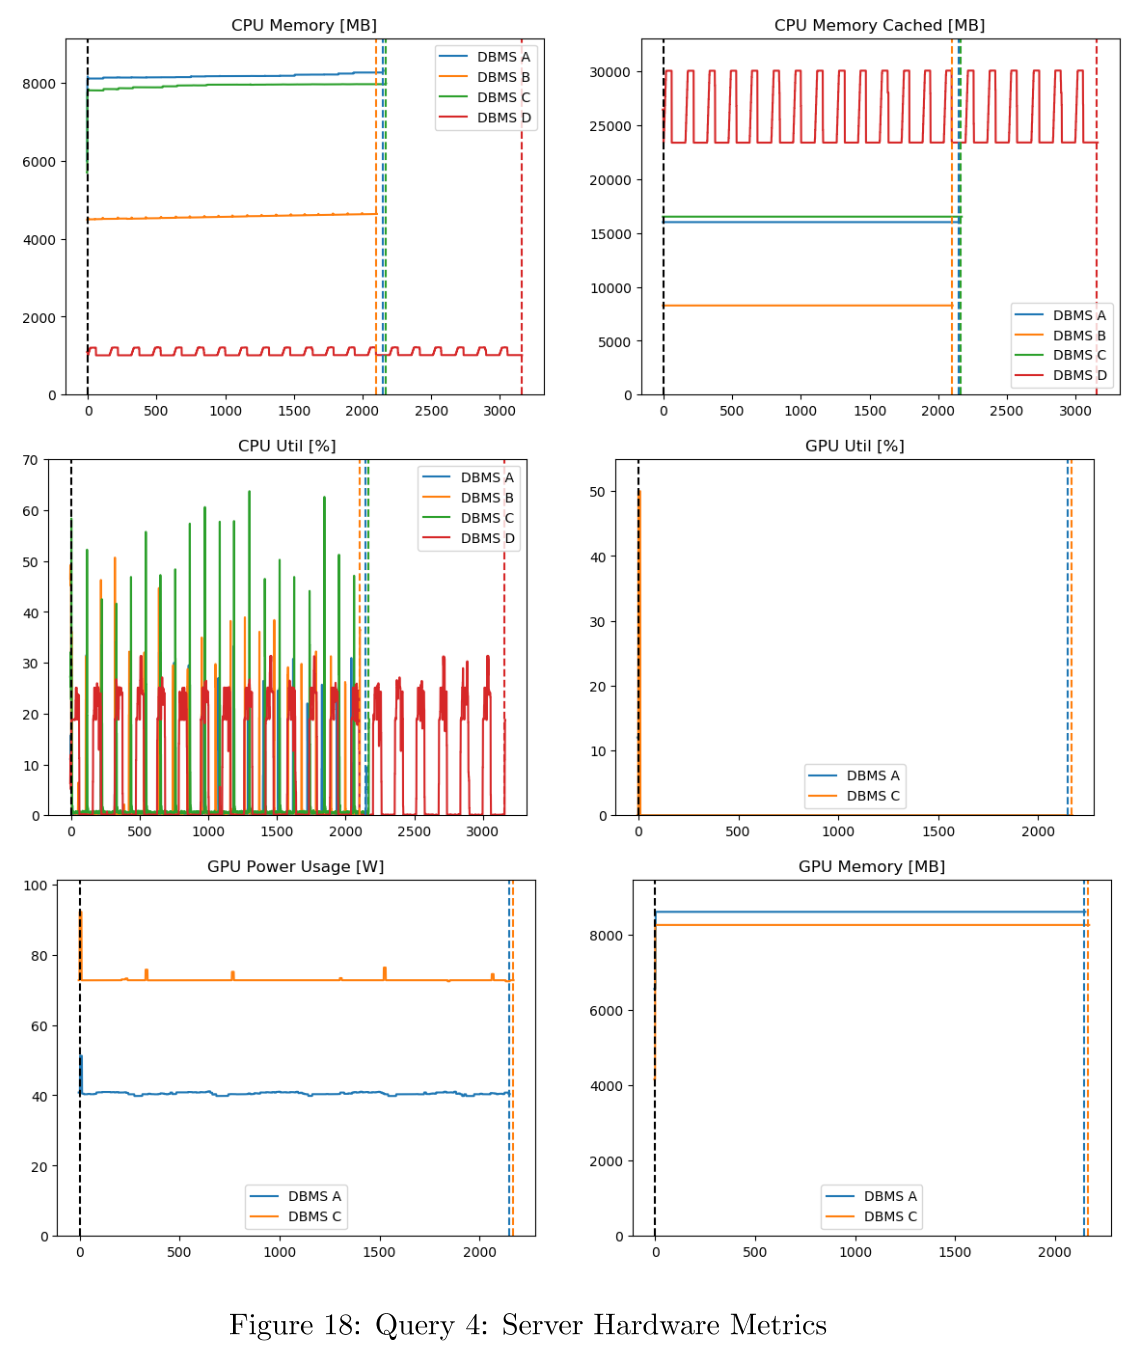 CPU Memory [MB]
8000
6000
4000
2000
0
0 500 1000 1500 2000 2500 3000
DBMS A
DBMS B
DBMS C
DBMS D
CPU Memory Cached [MB]
30000
25000
20000
15000
10000
5000
0
0 500 1000 1500 2000 2500 3000
DBMS A
DBMS B
DBMS C
DBMS D
CPU Util [%]
70
60
50
40
30
20
10
0
0 500 1000 1500 2000 2500 3000
DBMS A
DBMS B
DBMS C
DBMS D
GPU Util [%]
50
40
30
20
10
0
0 500 1000 1500 2000
DBMS A
DBMS C
GPU Power Usage [W]
100
80
60
40
20
0
0 500 1000 1500 2000
DBMS A
DBMS C
GPU Memory [MB]
8000
6000
4000
2000
0
0 500 1000 1500 2000
DBMS A
DBMS C
Figure 18: Query 4: Server Hardware Metrics